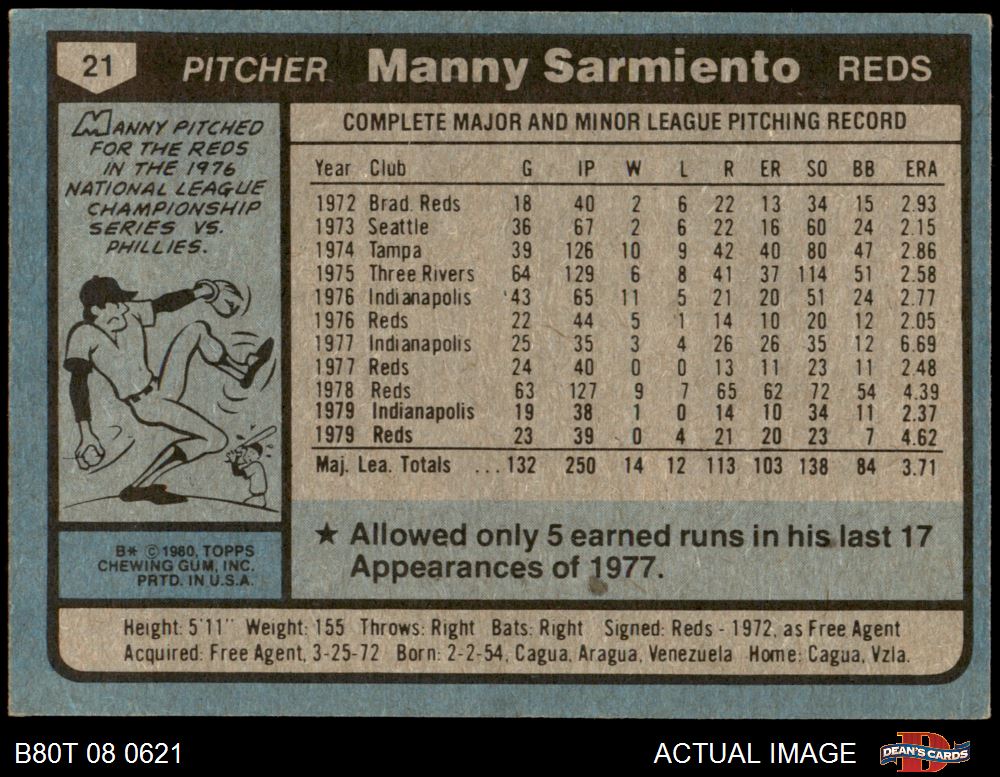 21 PITCHER Manny Sarmiento REDS
MANNY PITCHED
FOR THE REDS
IN THE 1976
NATIONAL LEAGUE
CHAMPIONSHIP
SERIES VS.
PHILLIES.
B* © 1980, TOPPS
CHEWING GUM, INC.
PRTD. IN U.S.A.
COMPLETE MAJOR AND MINOR LEAGUE PITCHING RECORD
Year Club G IP W L R ER SO BB ERA
1972 Brad. Reds 18 40 2 6 22 13 34 15 2.93
1973 Seattle 36 67 2 6 22 16 60 24 2.15
1974 Tampa 39 126 10 9 42 40 80 47 2.86
1975 Three Rivers 64 129 6 8 41 37 114 51 2.58
1976 Indianapolis 43 65 11 5 21 20 51 24 2.77
1976 Reds 22 44 5 1 14 10 20 12 2.05
1977 Indianapolis 25 35 3 4 26 26 35 12 6.69
1977 Reds 24 40 0 0 13 11 23 11 2.48
1978 Reds 63 127 9 7 65 62 72 54 4.39
1979 Indianapolis 19 38 1 0 14 10 34 11 2.37
1979 Reds 23 39 0 4 21 20 23 7 4.62
Maj. Lea. Totals ...132 250 14 12 113 103 138 84 3.71
★ Allowed only 5 earned runs in his last 17
Appearances of 1977.
Height: 5'11" Weight: 155 Throws: Right Bats: Right Signed: Reds - 1972, as Free Agent
Acquired: Free Agent, 3-25-72 Born: 2-2-54, Cagua, Aragua, Venezuela Home: Cagua, Vzla.
B80T 08 0621 ACTUAL IMAGE DEAN'S CARDS